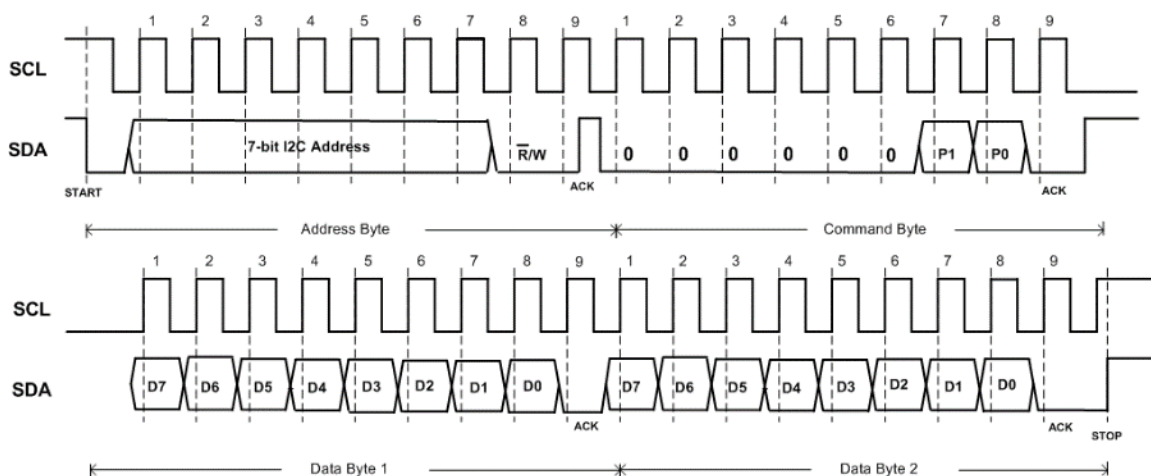 1 2 3 4 5 6 7 8 9 1 2 3 4 5 6 7 8 9
SCL
SDA 7-bit I2C Address R̅/W 0 0 0 0 0 0 P1 P0
START ACK ACK
Address Byte Command Byte
1 2 3 4 5 6 7 8 9 1 2 3 4 5 6 7 8 9
SCL
SDA D7 D6 D5 D4 D3 D2 D1 D0 D7 D6 D5 D4 D3 D2 D1 D0
ACK ACK STOP
Data Byte 1 Data Byte 2